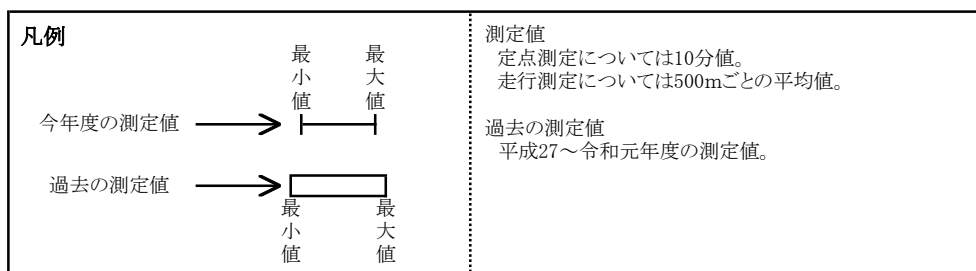 凡例
最小値
最大値
今年度の測定値
過去の測定値
最小値
最大値
測定値
定点測定については10分値。
走行測定については500mごとの平均値。
過去の測定値
平成27～令和元年度の測定値。